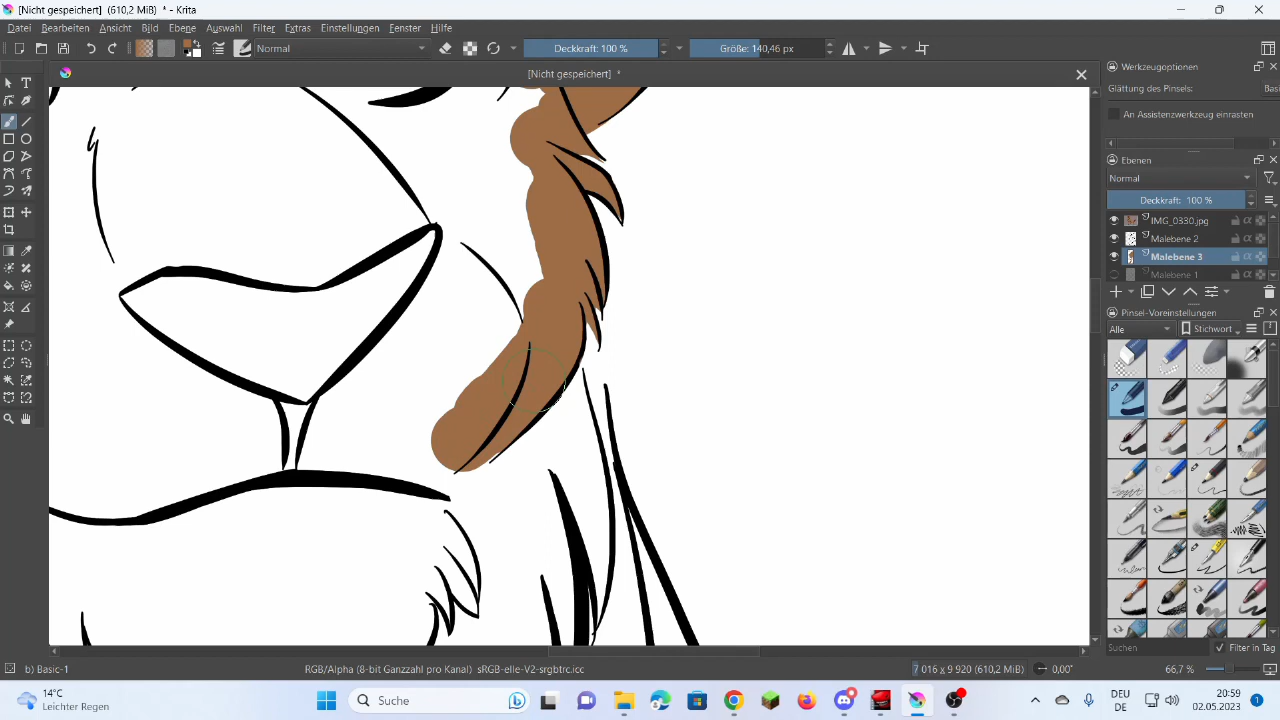 [Nicht gespeichert] (610,2 MiB) * - Krita
Datei Bearbeiten Ansicht Bild Ebene Auswahl Filter Extras Einstellungen Fenster Hilfe
Normal Deckkraft: 100 % Größe: 140,46 px
[Nicht gespeichert] *
Werkzeugoptionen
Glättung des Pinsels: Basi
An Assistenzwerkzeug einrasten
Ebenen
Normal
Deckkraft: 100 %
IMG_0330.jpg
Malebene 2
Malebene 3
Malebene 1
Pinsel-Voreinstellungen
Alle Stichwort
Suchen Filter in Tag
b) Basic-1 RGB/Alpha (8-bit Ganzzahl pro Kanal) sRGB-elle-V2-srgbtrc.icc 7 016 x 9 920 (610,2 MiB) 0,00° 66,7 %
14°C
Leichter Regen
Suche
DEU
DE
20:59
02.05.2023
1